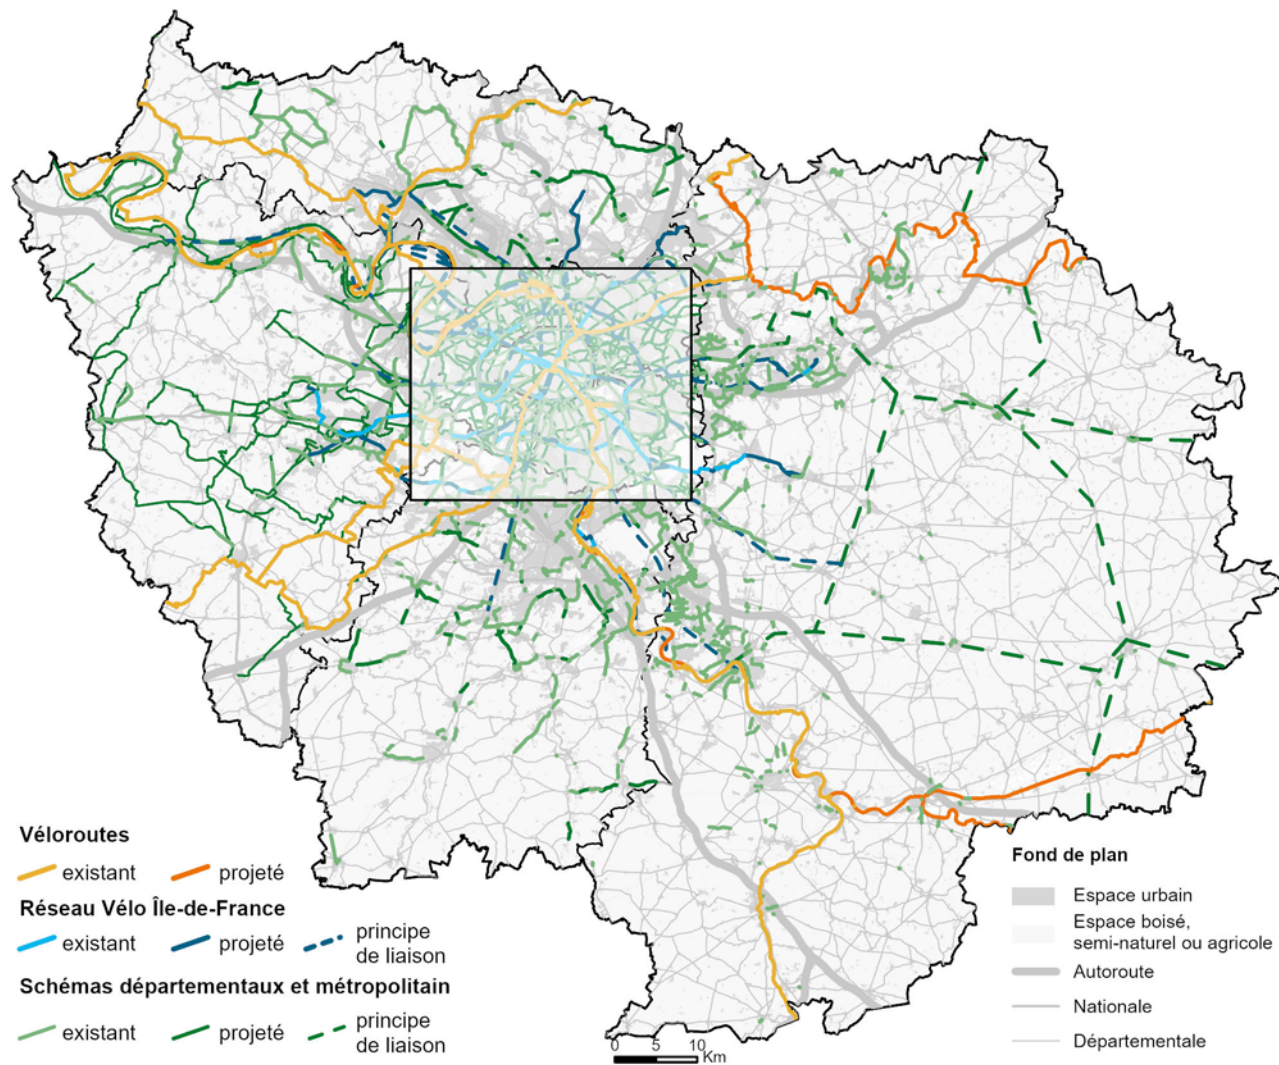 Véloroutes
existant projeté
Réseau Vélo Île-de-France
existant projeté principe
de liaison
Schémas départementaux et métropolitain
existant projeté principe
de liaison
0 5 10
Km
Fond de plan
Espace urbain
Espace boisé,
semi-naturel ou agricole
Autoroute
Nationale
Départementale